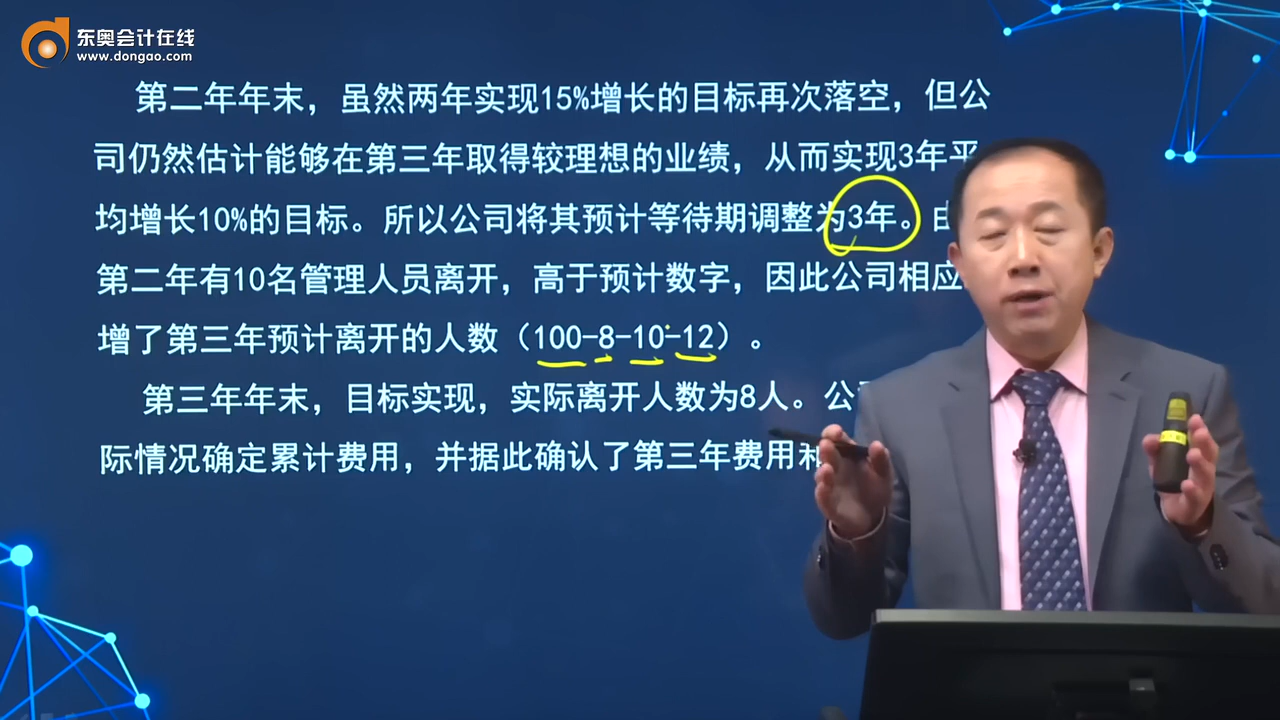 东奥会计在线
www.dongao.com
第二年年末，虽然两年实现15%增长的目标再次落空，但公
司仍然估计能够在第三年取得较理想的业绩，从而实现3年平
均增长10%的目标。所以公司将其预计等待期调整为3年。由
第二年有10名管理人员离开，高于预计数字，因此公司相应
增了第三年预计离开的人数（100-8-10-12）。
第三年年末，目标实现，实际离开人数为8人。公
际情况确定累计费用，并据此确认了第三年费用和